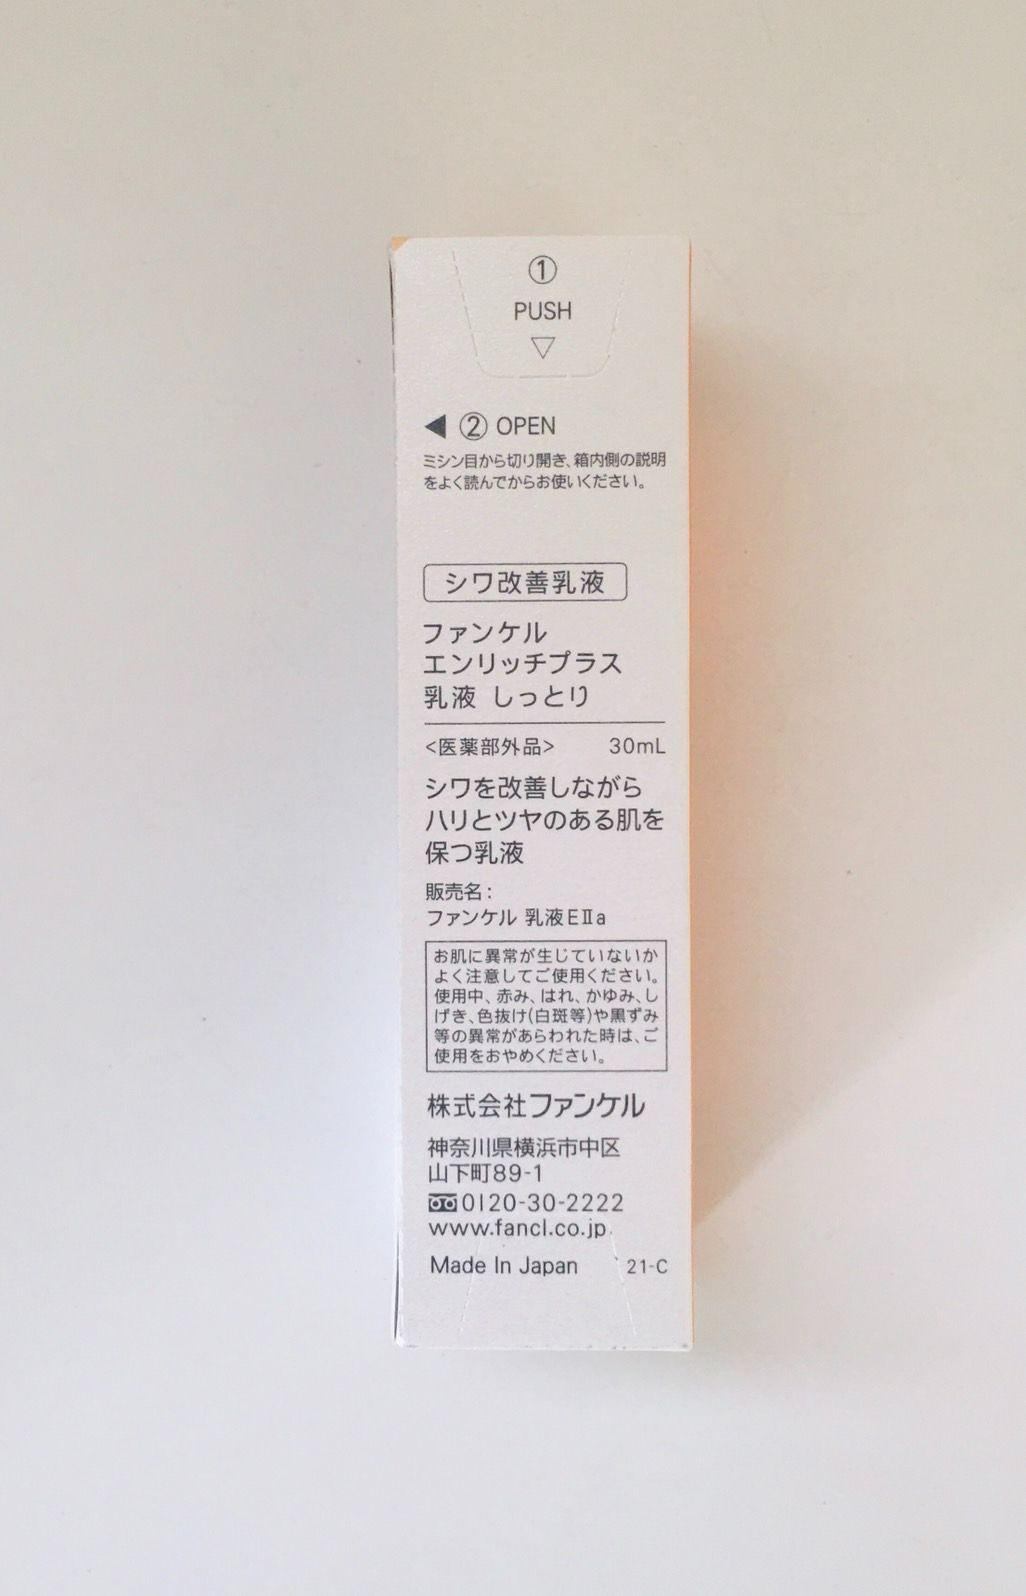 ①
PUSH
▽
◀ ② OPEN
ミシン目から切り開き、箱内側の説明
をよく読んでからお使いください。
シワ改善乳液
ファンケル
エンリッチプラス
乳液 しっとり
<医薬部外品> 30mL
シワを改善しながら
ハリとツヤのある肌を
保つ乳液
販売名：
ファンケル 乳液EⅡa
お肌に異常が生じていないか
よく注意してご使用ください。
使用中、赤み、はれ、かゆみ、し
げき、色抜け(白斑等)や黒ずみ
等の異常があらわれた時は、ご
使用をおやめください。
株式会社ファンケル
神奈川県横浜市中区
山下町89-1
0120-30-2222
www.fancl.co.jp
Made In Japan 21-C